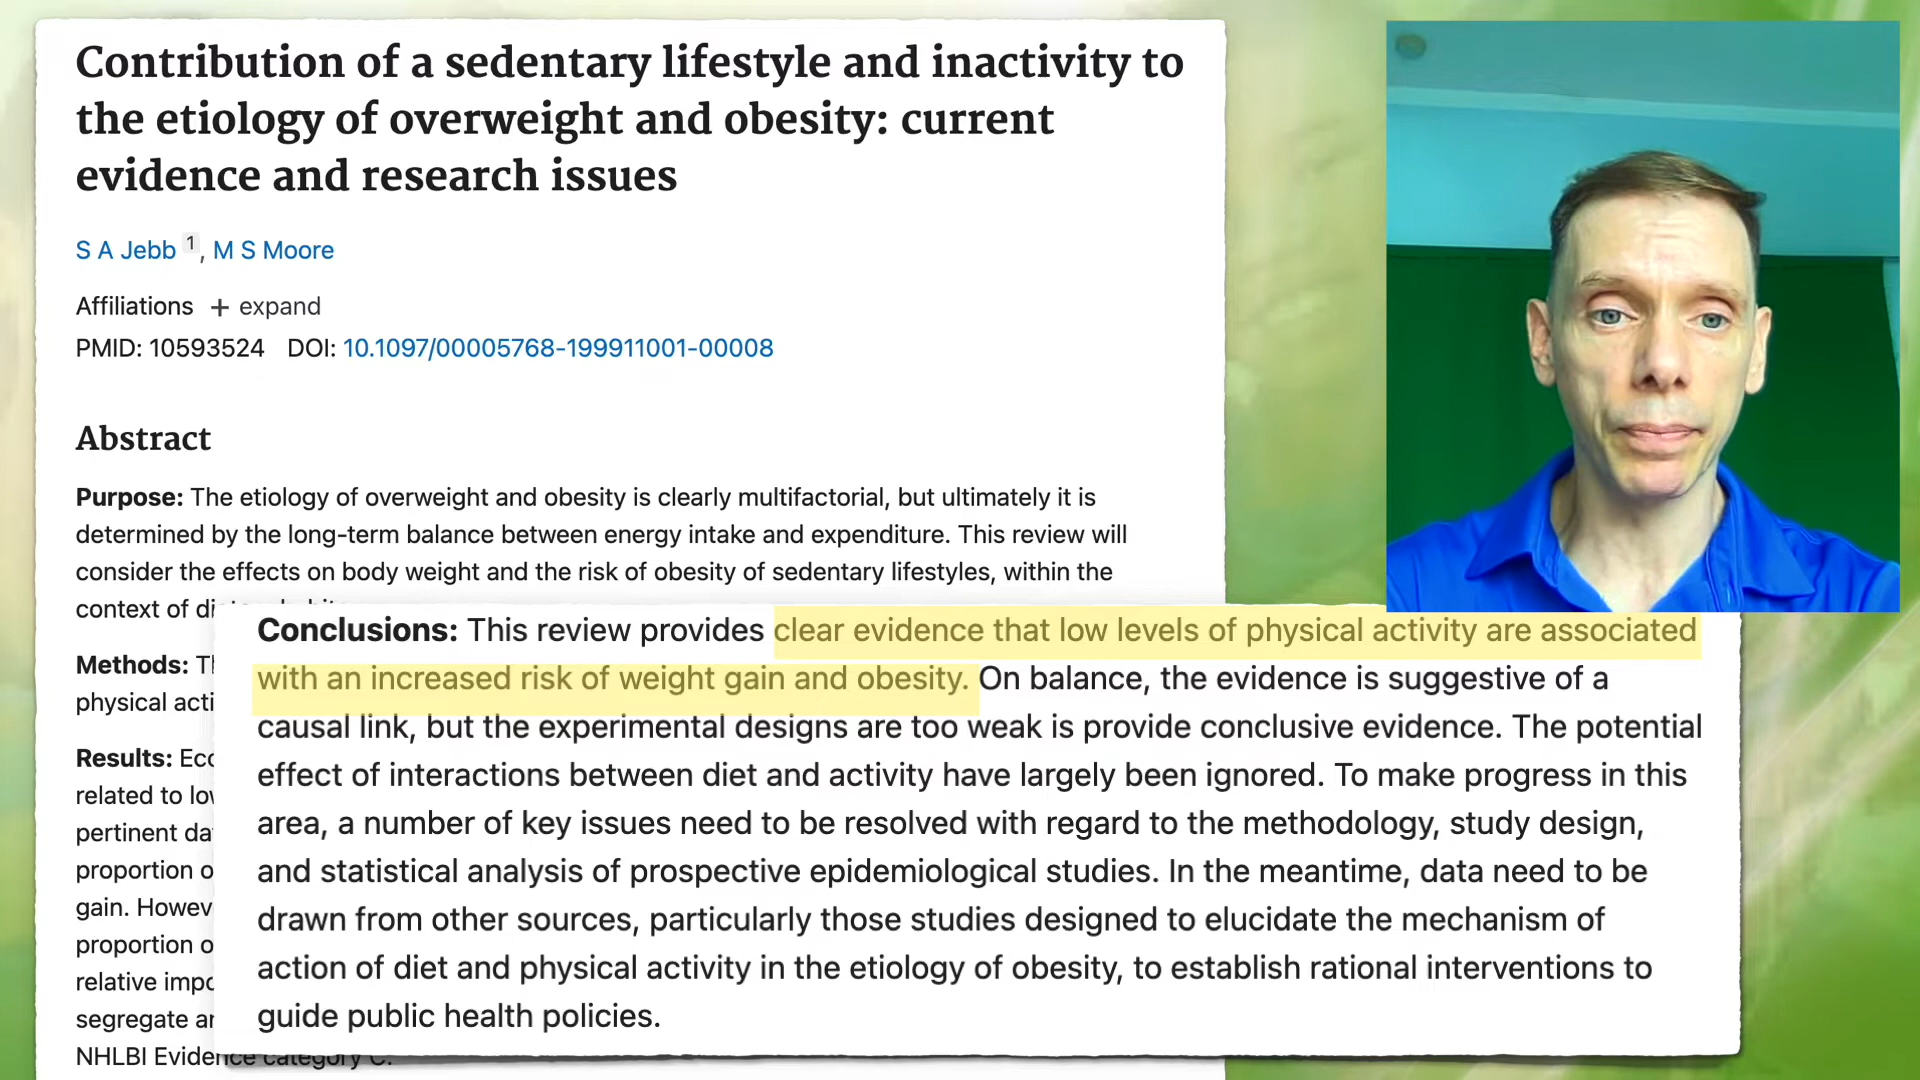 Contribution of a sedentary lifestyle and inactivity to
the etiology of overweight and obesity: current
evidence and research issues
S A Jebb 1, M S Moore
Affiliations + expand
PMID: 10593524 DOI: 10.1097/00005768-199911001-00008
Abstract
Purpose: The etiology of overweight and obesity is clearly multifactorial, but ultimately it is
determined by the long-term balance between energy intake and expenditure. This review will
consider the effects on body weight and the risk of obesity of sedentary lifestyles, within the
context of
Methods:
physical
Results:
related to
pertinent
proportion
gain.
proportion
relative
segregate
NHLBI Evidence category C.
Conclusions: This review provides clear evidence that low levels of physical activity are associated
with an increased risk of weight gain and obesity. On balance, the evidence is suggestive of a
causal link, but the experimental designs are too weak is provide conclusive evidence. The potential
effect of interactions between diet and activity have largely been ignored. To make progress in this
area, a number of key issues need to be resolved with regard to the methodology, study design,
and statistical analysis of prospective epidemiological studies. In the meantime, data need to be
drawn from other sources, particularly those studies designed to elucidate the mechanism of
action of diet and physical activity in the etiology of obesity, to establish rational interventions to
guide public health policies.